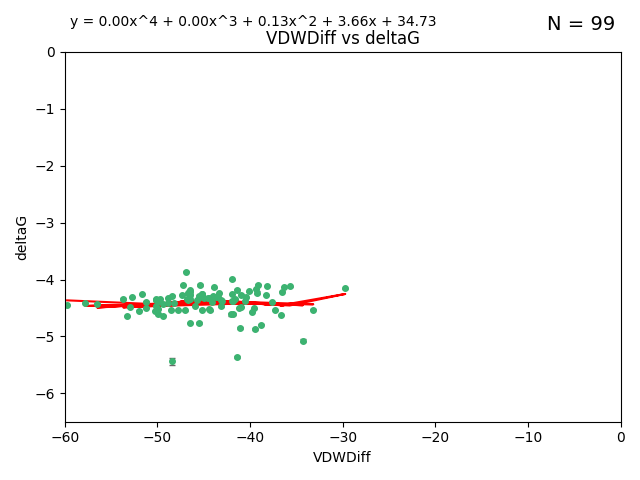 y = 0.00x^4 + 0.00x^3 + 0.13x^2 + 3.66x + 34.73
N = 99
VDWDiff vs deltaG
0
−1
−2
−3
−4
−5
−6
deltaG
−60 −50 −40 −30 −20 −10 0
VDWDiff